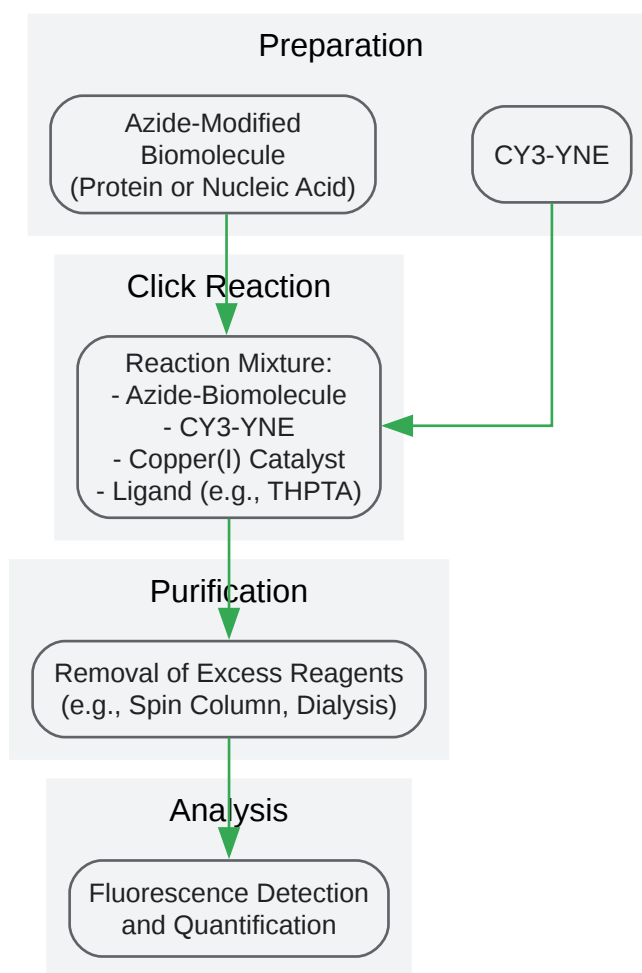 Preparation
Azide-Modified
Biomolecule
(Protein or Nucleic Acid)
CY3-YNE
Click Reaction
Reaction Mixture:
- Azide-Biomolecule
- CY3-YNE
- Copper(I) Catalyst
- Ligand (e.g., THPTA)
Purification
Removal of Excess Reagents
(e.g., Spin Column, Dialysis)
Analysis
Fluorescence Detection
and Quantification